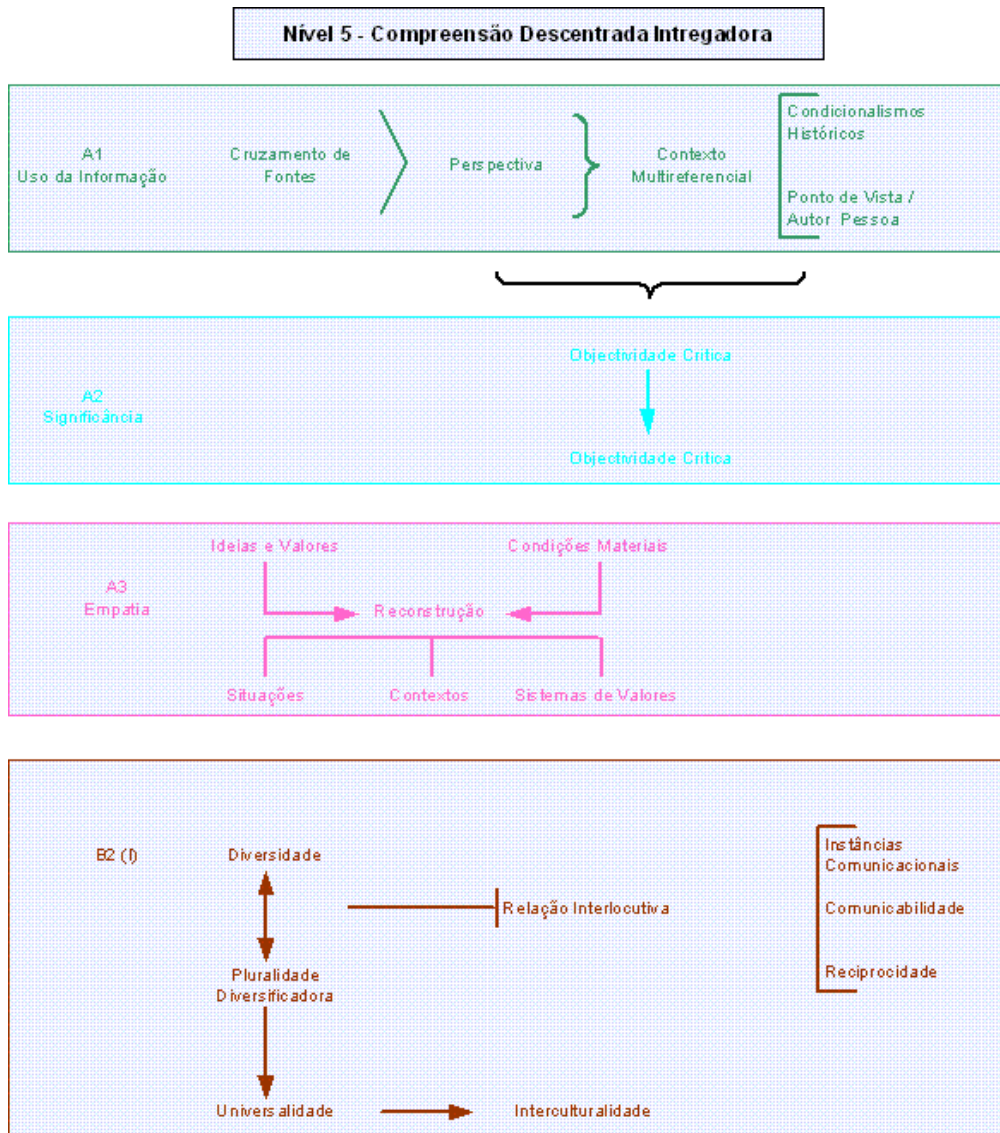 Nível 5 - Compreensão Descentrada Intregadora
A1
Uso da Informação
Cruzamento de
Fontes
Perspectiva
Contexto
Multireferencial
Condicionalismos
Históricos
Ponto de Vista /
Autor Pessoa
A2
Significância
Objectividade Critica
Objectividade Critica
A3
Empatia
Ideias e Valores
Condições Materiais
Reconstrução
Situações
Contextos
Sistemas de Valores
B2 (I)
Diversidade
Relação Interlocutiva
Instâncias
Comunicacionais
Comunicabilidade
Reciprocidade
Pluralidade
Diversificadora
Universalidade
Interculturalidade